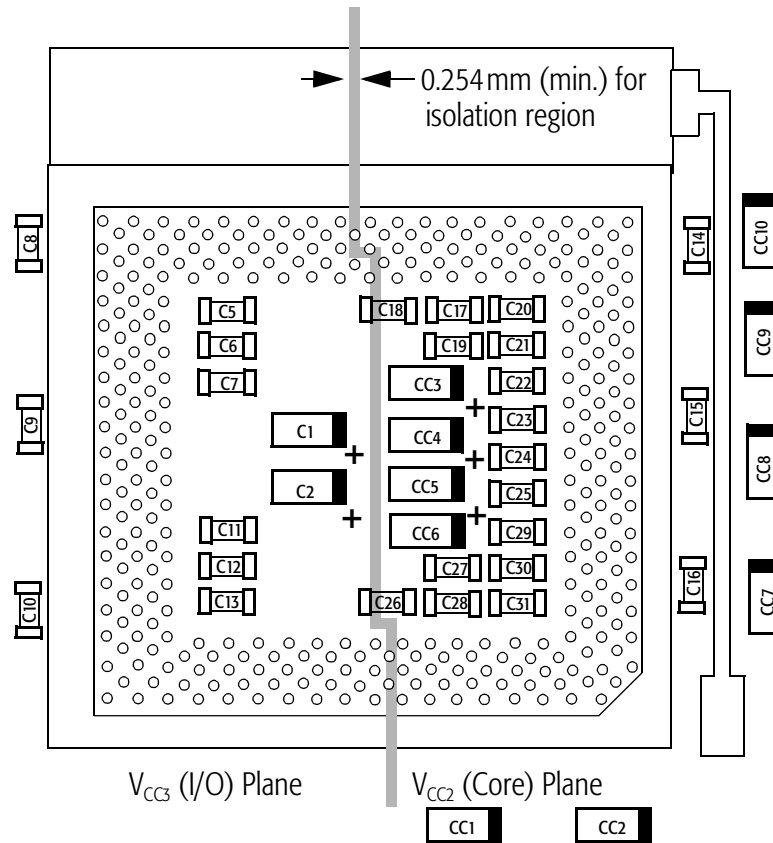 0.254 mm (min.) for
isolation region
C8
C14
CC10
C5
C18
C17
C20
C6
C19
C21
CC9
C7
CC3
C22
C9
C1
CC4
C23
C15
+
+
C24
+
CC8
C2
CC5
C25
+
+
C11
CC6
C29
C12
C27
C30
C16
C10
C13
C26
C28
C31
CC7
VCC3 (I/O) Plane
VCC2 (Core) Plane
CC1
CC2